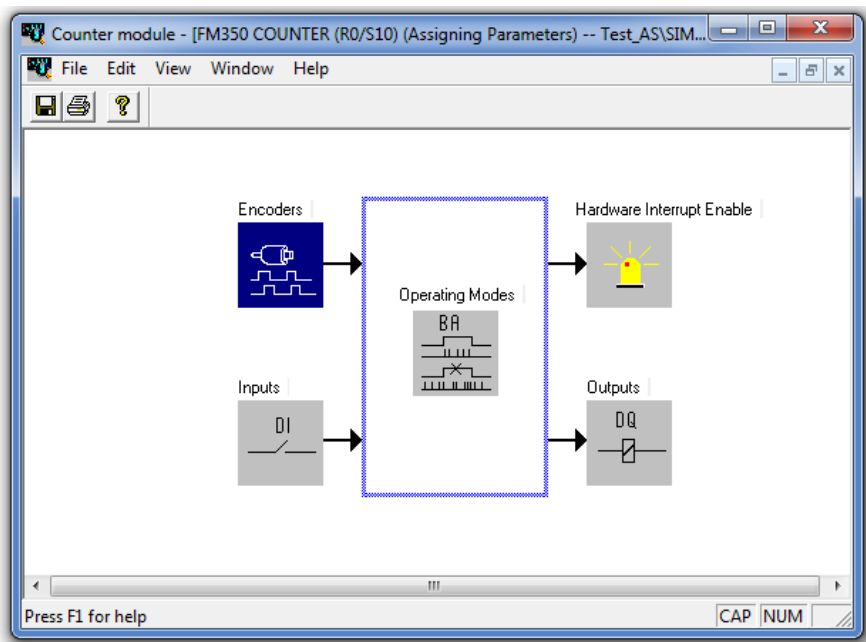 Counter module - [FM350 COUNTER (R0/S10) (Assigning Parameters) -- Test_AS\SIM...
File Edit View Window Help
Encoders
Hardware Interrupt Enable
Operating Modes
BA
Inputs
Outputs
DI
DQ
Press F1 for help
CAP NUM